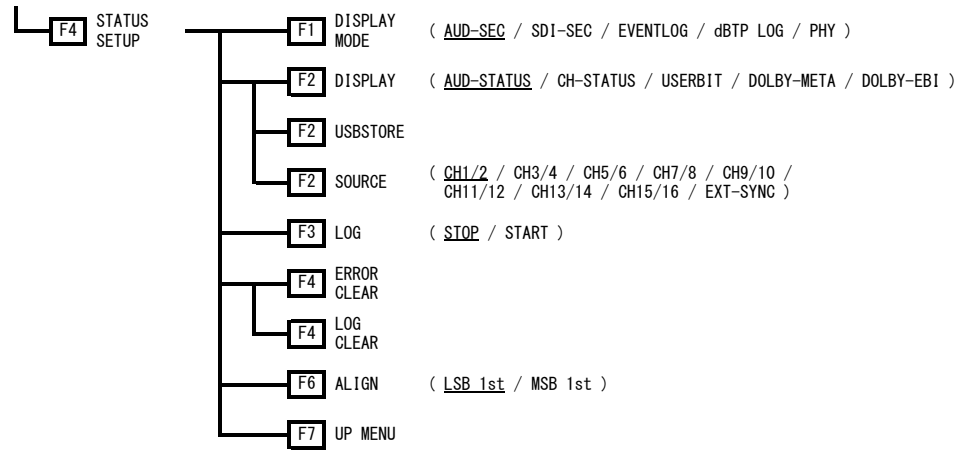 F4 STATUS SETUP
F1 DISPLAY MODE ( AUD-SEC / SDI-SEC / EVENTLOG / dBTP LOG / PHY )
F2 DISPLAY ( AUD-STATUS / CH-STATUS / USERBIT / DOLBY-META / DOLBY-EBI )
F2 USBSTORE
F2 SOURCE ( CH1/2 / CH3/4 / CH5/6 / CH7/8 / CH9/10 /
CH11/12 / CH13/14 / CH15/16 / EXT-SYNC )
F3 LOG ( STOP / START )
F4 ERROR CLEAR
F4 LOG CLEAR
F6 ALIGN ( LSB 1st / MSB 1st )
F7 UP MENU